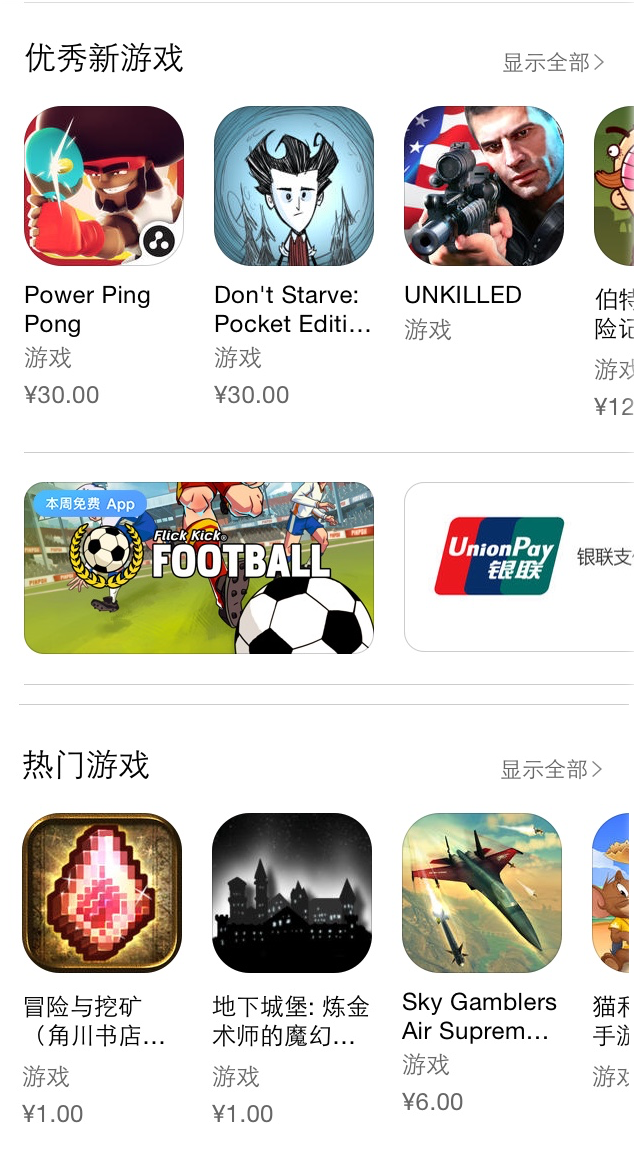 优秀新游戏
显示全部
Power Ping
Pong
游戏
¥30.00
Don't Starve:
Pocket Editi...
游戏
¥30.00
UNKILLED
游戏
伯特
险记
游戏
¥12
本周免费 App
Flick Kick®
FOOTBALL
UnionPay
银联
银联支付
热门游戏
显示全部
冒险与挖矿
（角川书店...
游戏
¥1.00
地下城堡: 炼金
术师的魔幻...
游戏
¥1.00
Sky Gamblers
Air Suprem...
游戏
¥6.00
猫和
手游
游戏